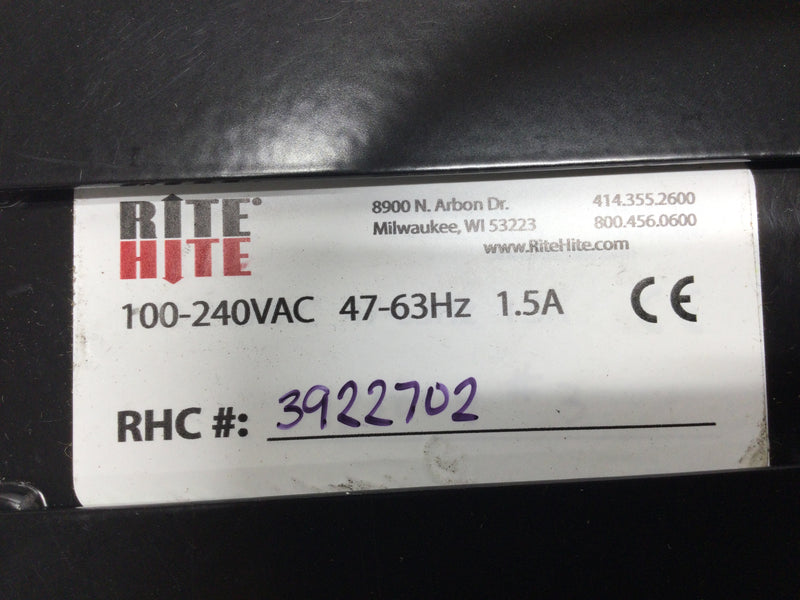 RITE®
HITE
8900 N. Arbon Dr. 414.355.2600
Milwaukee, WI 53223 800.456.0600
www.RiteHite.com
100-240VAC 47-63Hz 1.5A CE
RHC #: 3922702